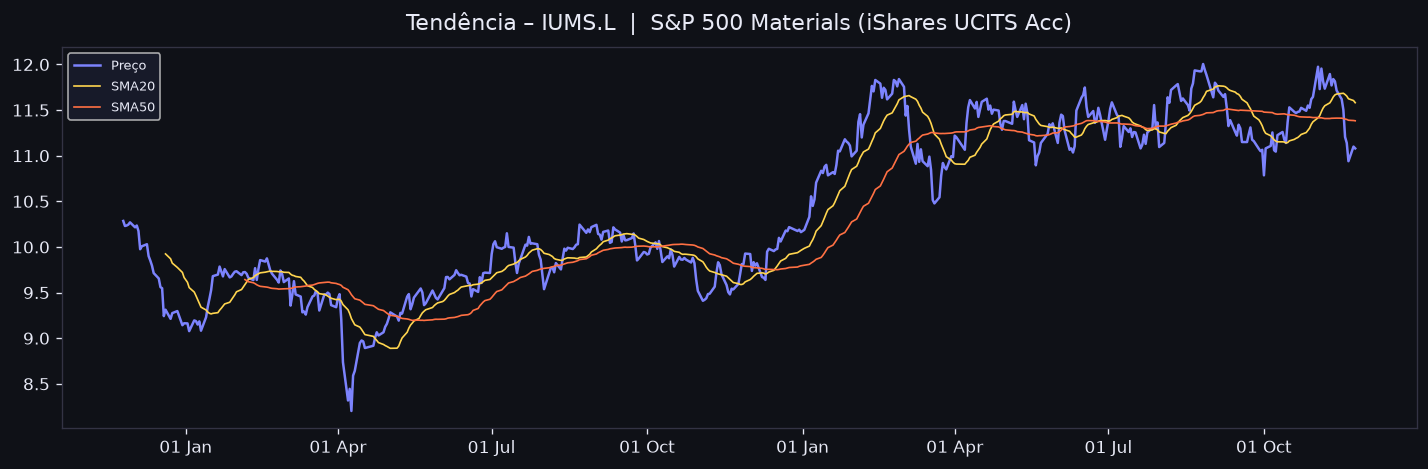 Tendência – IUMS.L | S&P 500 Materials (iShares UCITS Acc)
Preço
SMA20
SMA50
12.0
11.5
11.0
10.5
10.0
9.5
9.0
8.5
01 Jan 01 Apr 01 Jul 01 Oct 01 Jan 01 Apr 01 Jul 01 Oct